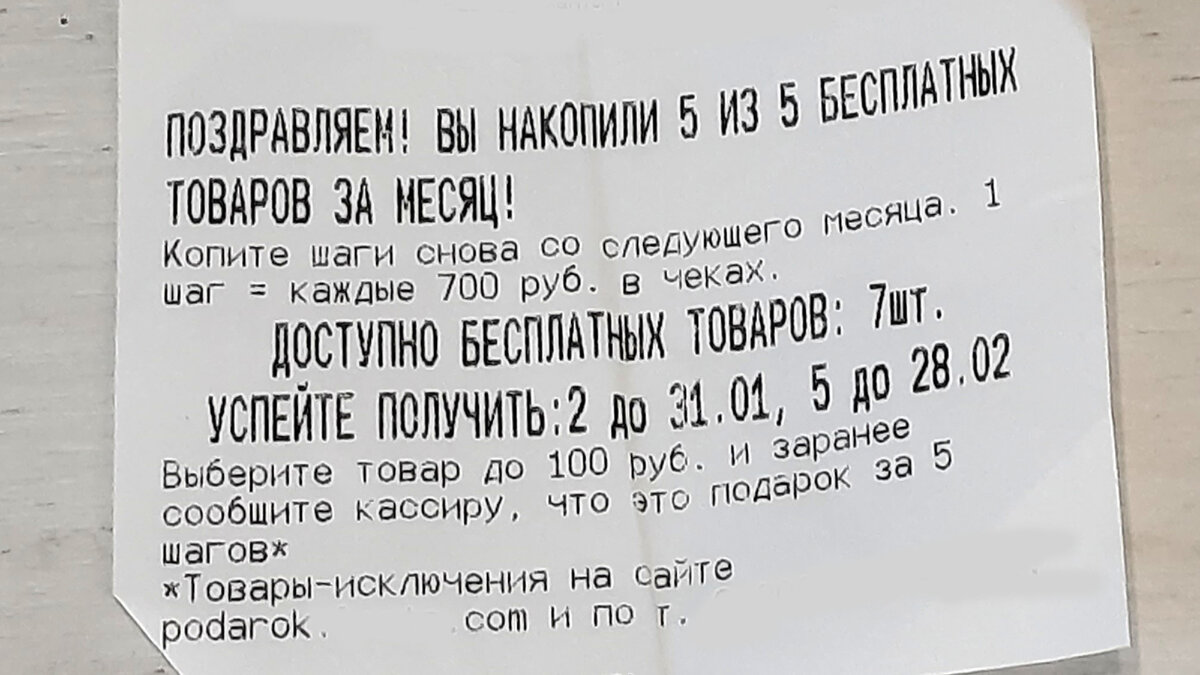 ПОЗДРАВЛЯЕМ! ВЫ НАКОПИЛИ 5 ИЗ 5 БЕСПЛАТНЫХ
ТОВАРОВ ЗА МЕСЯЦ!
Копите шаги снова со следующего месяца. 1
шаг = каждые 700 руб. в чеках.
ДОСТУПНО БЕСПЛАТНЫХ ТОВАРОВ: 7шт.
УСПЕЙТЕ ПОЛУЧИТЬ:2 до 31.01, 5 до 28.02
Выберите товар до 100 руб. и заранее
сообщите кассиру, что это подарок за 5
шагов*
*Товары-исключения на сайте
podarok. .com и по т.